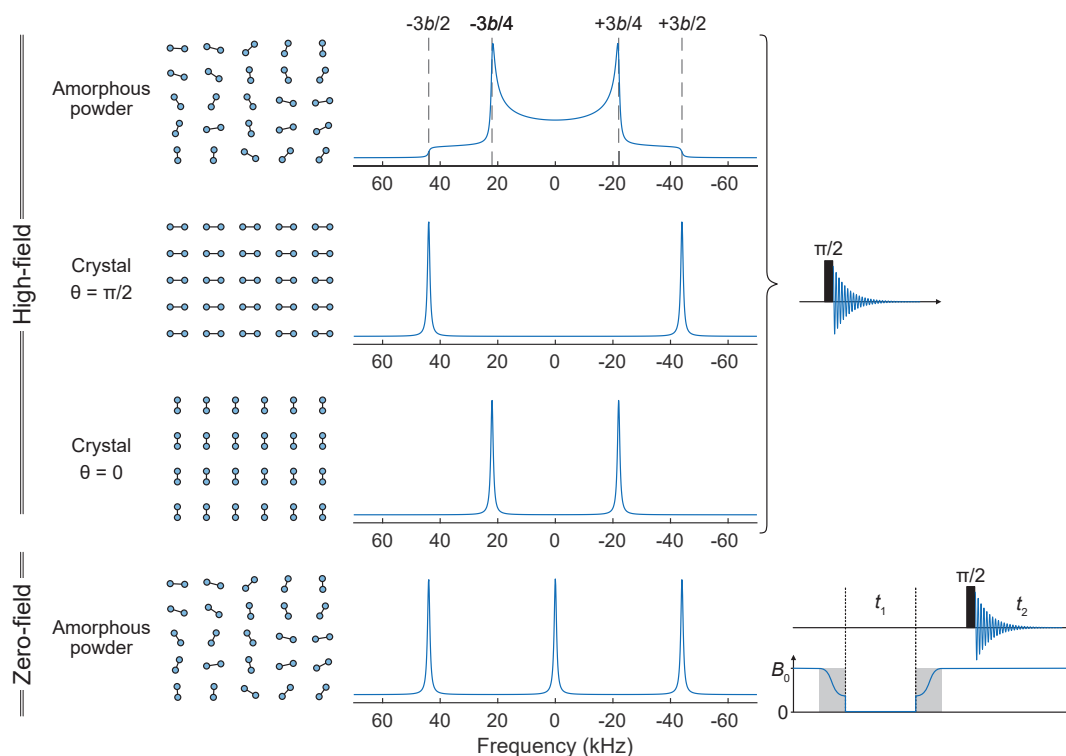 -3b/2 -3b/4 +3b/4 +3b/2
High-field
Amorphous
powder
60 40 20 0 -20 -40 -60
Crystal
θ = π/2
60 40 20 0 -20 -40 -60
π/2
Crystal
θ = 0
60 40 20 0 -20 -40 -60
Zero-field
Amorphous
powder
60 40 20 0 -20 -40 -60
Frequency (kHz)
π/2
t₁ t₂
B₀
0